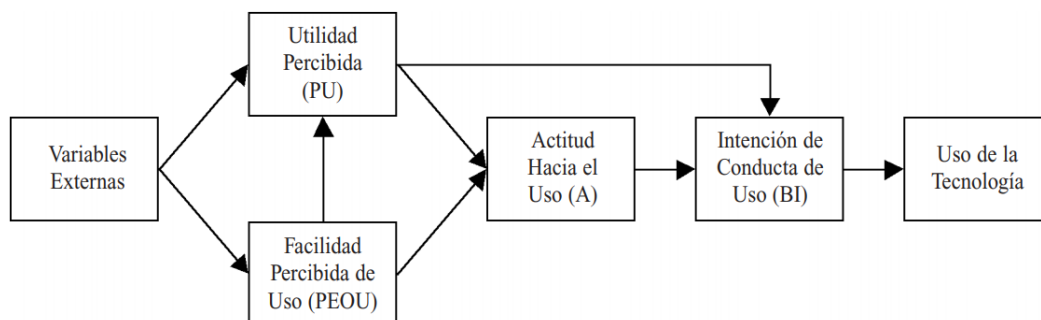 Variables
Externas
Utilidad
Percibida
(PU)
Facilidad
Percibida de
Uso (PEOU)
Actitud
Hacia el
Uso (A)
Intención de
Conducta de
Uso (BI)
Uso de la
Tecnología